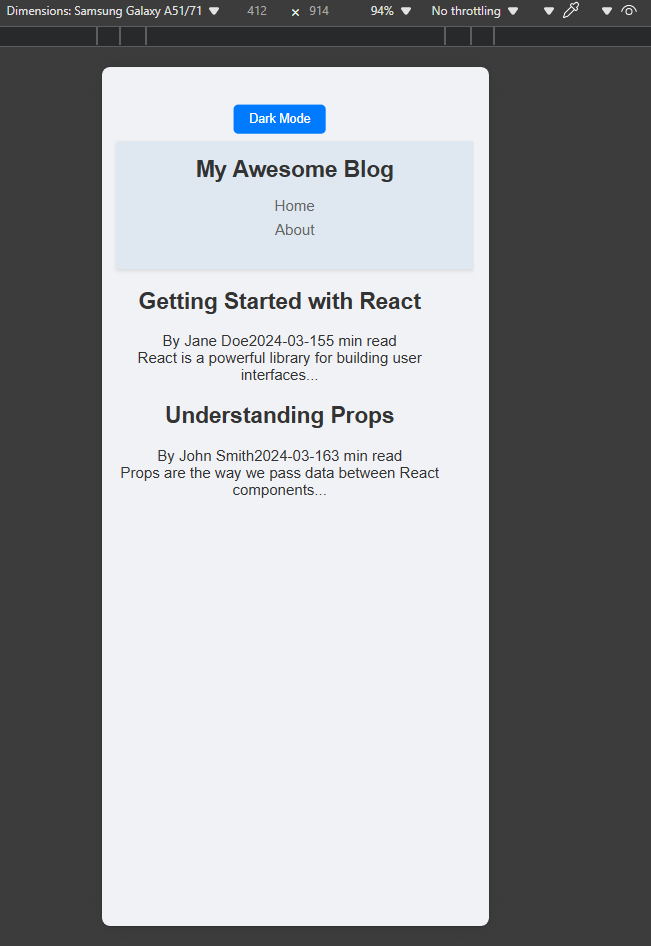 Dimensions: Samsung Galaxy A51/71 412 × 914 94% No throttling
Dark Mode
My Awesome Blog
Home
About
Getting Started with React
By Jane Doe2024-03-155 min read
React is a powerful library for building user
interfaces...
Understanding Props
By John Smith2024-03-163 min read
Props are the way we pass data between React
components...